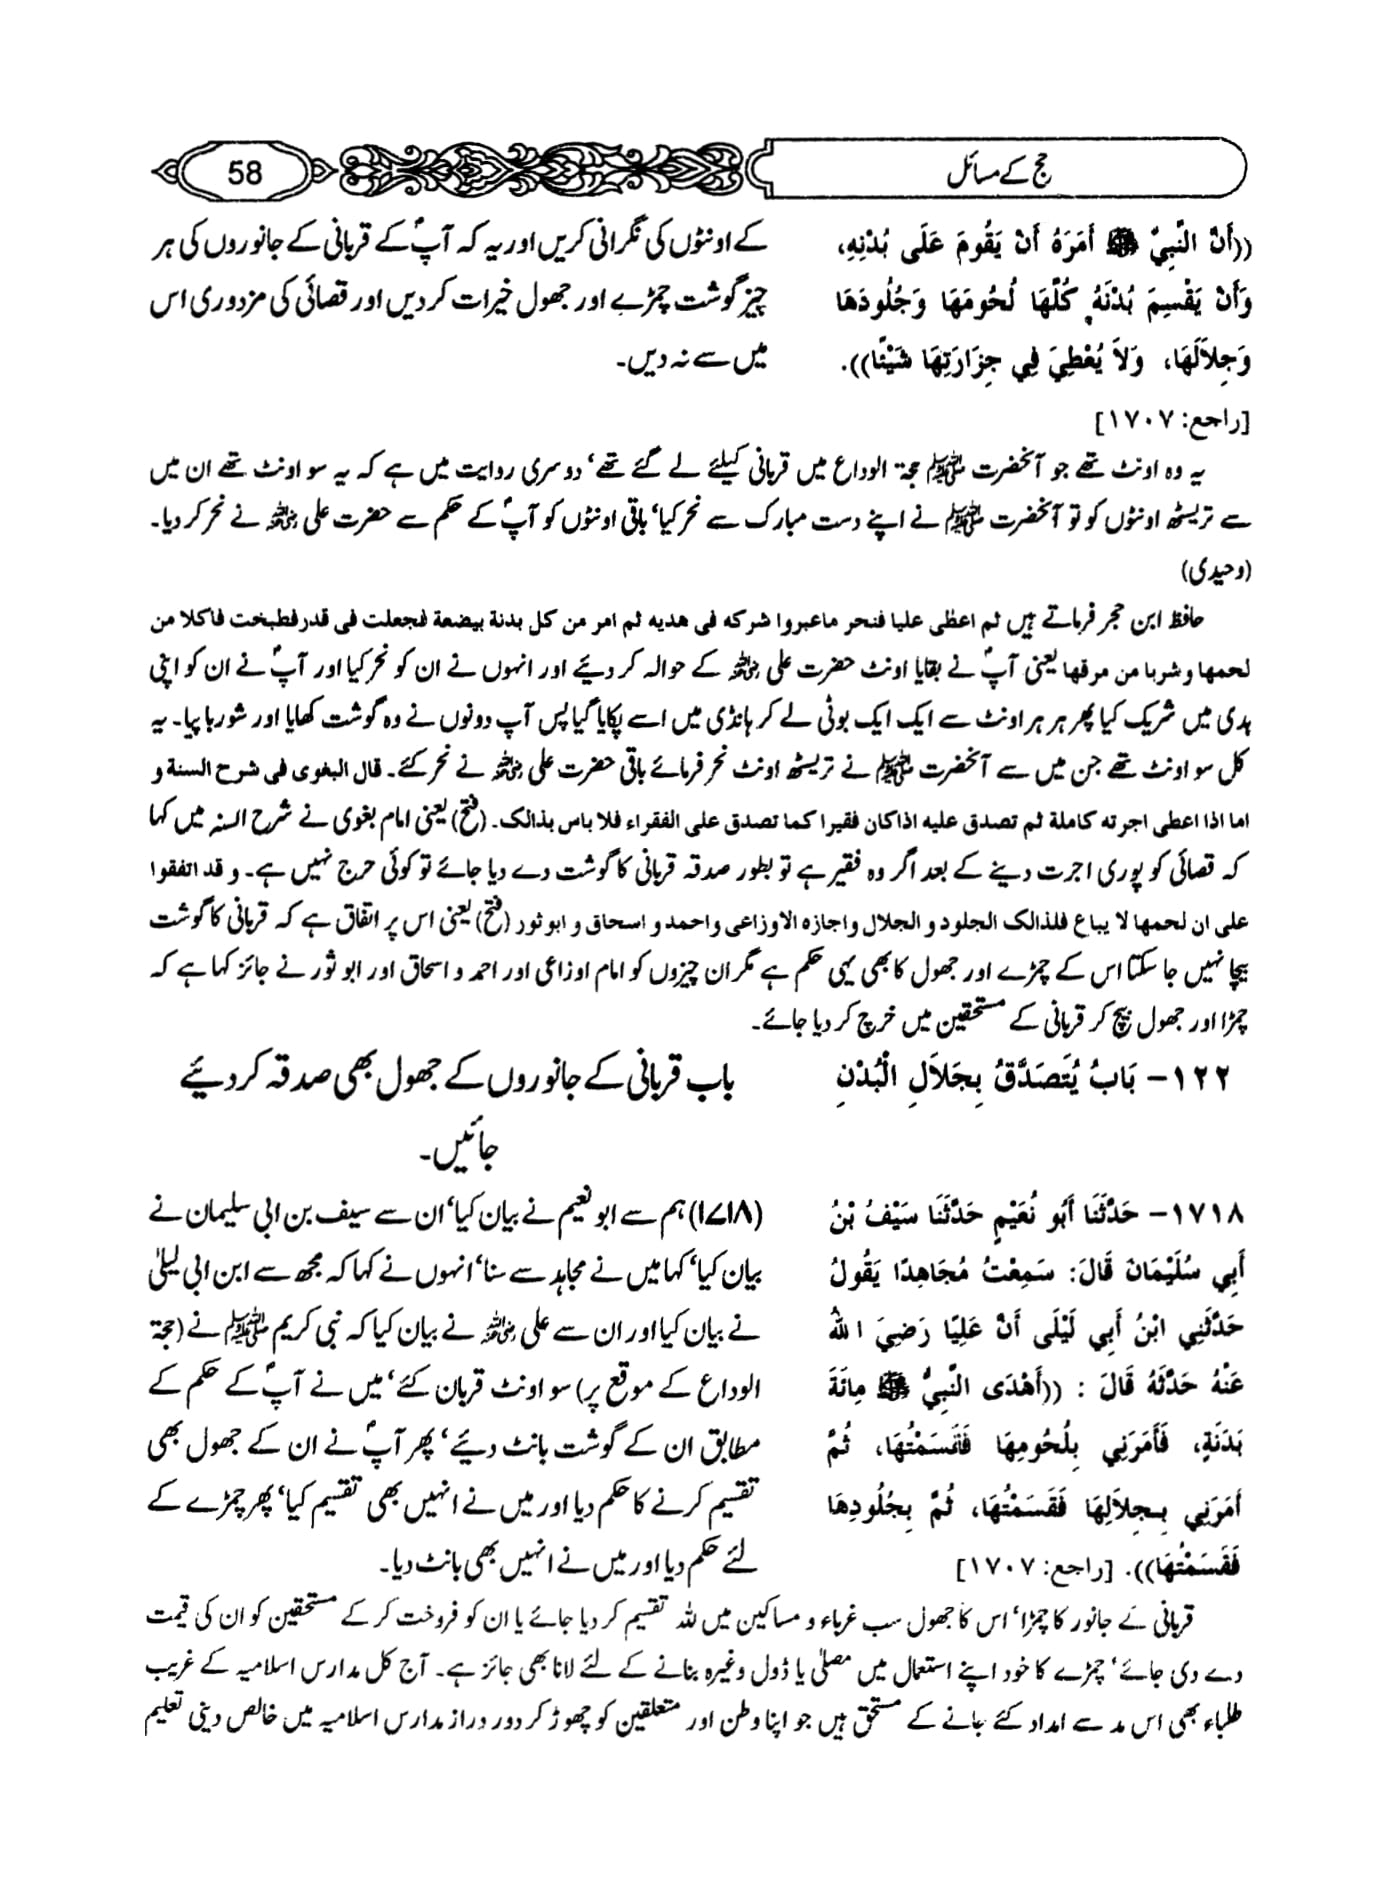 حج کے مسائل
58
((أَنَّ النَّبِيَّ ﷺ أَمَرَهُ أَنْ يَقُومَ عَلَى بُدْنِهِ،
وَأَنْ يَقْسِمَ بُدْنَهُ كُلَّهَا لُحُومَهَا وَجُلُودَهَا
وَجِلاَلَهَا، وَلاَ يُعْطِيَ فِي جِزَارَتِهَا شَيْئًا)).
[راجع: ١٧٠٧]
کے اونٹوں کی نگرانی کریں اور یہ کہ آپؐ کے قربانی کے جانوروں کی ہر
چیز گوشت چمڑے اور جھول خیرات کر دیں اور قصائی کی مزدوری اس
میں سے نہ دیں۔
یہ وہ اونٹ تھے جو آنحضرت ﷺ حجۃ الوداع میں قربانی کیلئے لے گئے تھے‘ دوسری روایت میں ہے کہ یہ سو اونٹ تھے ان میں
سے تریسٹھ اونٹوں کو تو آنحضرت ﷺ نے اپنے دست مبارک سے نحر کیا‘ باقی اونٹوں کو آپؐ کے حکم سے حضرت علی رضی اللہ عنہ نے نحر کر دیا۔
(وحیدی)
حافظ ابن حجر فرماتے ہیں ثم اعطی علیا فنحر ماعبروا شرکه فی هدیه ثم امر من کل بدنة ببضعة فجعلت فی قدر فطبخت فاکلا من
لحمها و شربا من مرقها یعنی آپؐ نے بقایا اونٹ حضرت علی رضی اللہ عنہ کے حوالہ کر دئیے اور انہوں نے ان کو نحر کیا اور آپؐ نے ان کو اپنی
ہدی میں شریک کیا پھر ہر ہر اونٹ سے ایک ایک بوٹی لے کر ہانڈی میں اسے پکایا گیا پس آپ دونوں نے وہ گوشت کھایا اور شوربا پیا۔ یہ
کل سو اونٹ تھے جن میں سے آنحضرت ﷺ نے تریسٹھ اونٹ نحر فرمائے باقی حضرت علی رضی اللہ عنہ نے نحر کئے۔ قال البغوی فی شرح السنة و
اما اذا اعطی اجرته کاملة ثم تصدق علیه اذا کان فقیرا کما تصدق علی الفقراء فلا باس بذالک۔ (فتح) یعنی امام بغوی نے شرح السنہ میں کہا
کہ قصائی کو پوری اجرت دینے کے بعد اگر وہ فقیر ہے تو بطور صدقہ قربانی کا گوشت دے دیا جائے تو کوئی حرج نہیں ہے۔ و قد اتفقوا
علی ان لحمها لا یباع فلذالک الجلود و الجلال واجازه الاوزاعی واحمد و اسحاق و ابو ثور (فتح) یعنی اس پر اتفاق ہے کہ قربانی کا گوشت
بیچا نہیں جا سکتا اس کے چمڑے اور جھول کا بھی یہی حکم ہے مگر ان چیزوں کو امام اوزاعی اور احمد و اسحاق اور ابو ثور نے جائز کہا ہے کہ
چمڑا اور جھول بیچ کر قربانی کے مستحقین میں خرچ کر دیا جائے۔
١٢٢- بَابُ يُتَصَدَّقُ بِجَلاَلِ الْبُدْنِ
باب قربانی کے جانوروں کے جھول بھی صدقہ کر دئیے
جائیں۔
١٧١٨- حَدَّثَنَا أَبُو نُعَيْمٍ حَدَّثَنَا سَيْفُ بْنُ
أَبِي سُلَيْمَانَ قَالَ: سَمِعْتُ مُجَاهِدًا يَقُولُ
حَدَّثَنِي ابْنُ أَبِي لَيْلَى أَنَّ عَلِيًّا رَضِيَ اللهُ
عَنْهُ حَدَّثَهُ قَالَ : ((أَهْدَى النَّبِيُّ ﷺ مِائَةَ
بَدَنَةٍ، فَأَمَرَنِي بِلُحُومِهَا فَقَسَمْتُهَا، ثُمَّ
أَمَرَنِي بِجِلاَلِهَا فَقَسَمْتُهَا، ثُمَّ بِجُلُودِهَا
فَقَسَمْتُهَا)). [راجع: ١٧٠٧]
(۱۷۱۸) ہم سے ابو نعیم نے بیان کیا‘ ان سے سیف بن ابی سلیمان نے
بیان کیا‘ کہا میں نے مجاہد سے سنا‘ انہوں نے کہا کہ مجھ سے ابن ابی لیلیٰ
نے بیان کیا اور ان سے علی رضی اللہ عنہ نے بیان کیا کہ نبی کریم ﷺ نے (حجۃ
الوداع کے موقع پر) سو اونٹ قربان کئے‘ میں نے آپؐ کے حکم کے
مطابق ان کے گوشت بانٹ دیئے‘ پھر آپؐ نے ان کے جھول بھی
تقسیم کرنے کا حکم دیا اور میں نے انہیں بھی تقسیم کیا‘ پھر چمڑے کے
لئے حکم دیا اور میں نے انہیں بھی بانٹ دیا۔
قربانی کے جانور کا چمڑا‘ اس کا جھول سب غرباء و مساکین میں للہ تقسیم کر دیا جائے یا ان کو فروخت کر کے مستحقین کو ان کی قیمت
دے دی جائے‘ چمڑے کا خود اپنے استعمال میں مصلیٰ یا ڈول وغیرہ بنانے کے لئے لانا بھی جائز ہے۔ آج کل مدارس اسلامیہ کے غریب
طلباء بھی اس مد سے امداد کئے جانے کے مستحق ہیں جو اپنا وطن اور متعلقین کو چھوڑ کر دور دراز مدارس اسلامیہ میں خالص دینی تعلیم